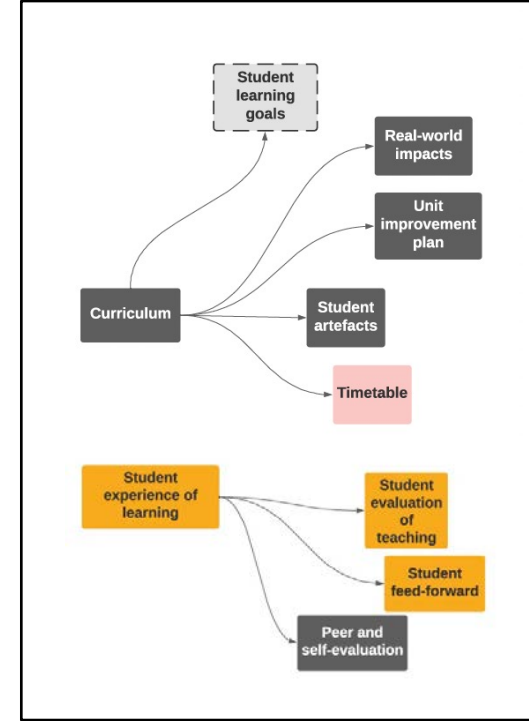 Student
learning
goals
Real-world
impacts
Unit
improvement
plan
Curriculum
Student
artefacts
Timetable
Student
experience of
learning
Student
evaluation
of
teaching
Student
feed-forward
Peer and
self-evaluation